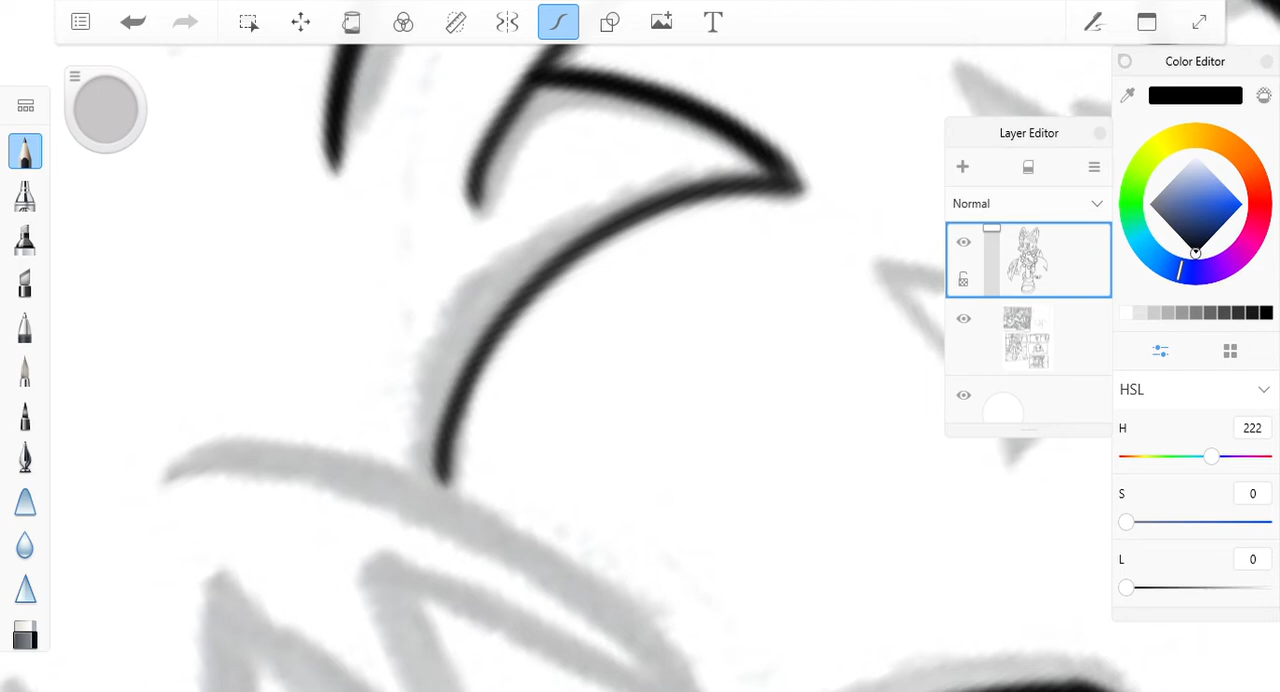 T
Color Editor
Layer Editor
Normal
HSL
H 222
S 0
L 0